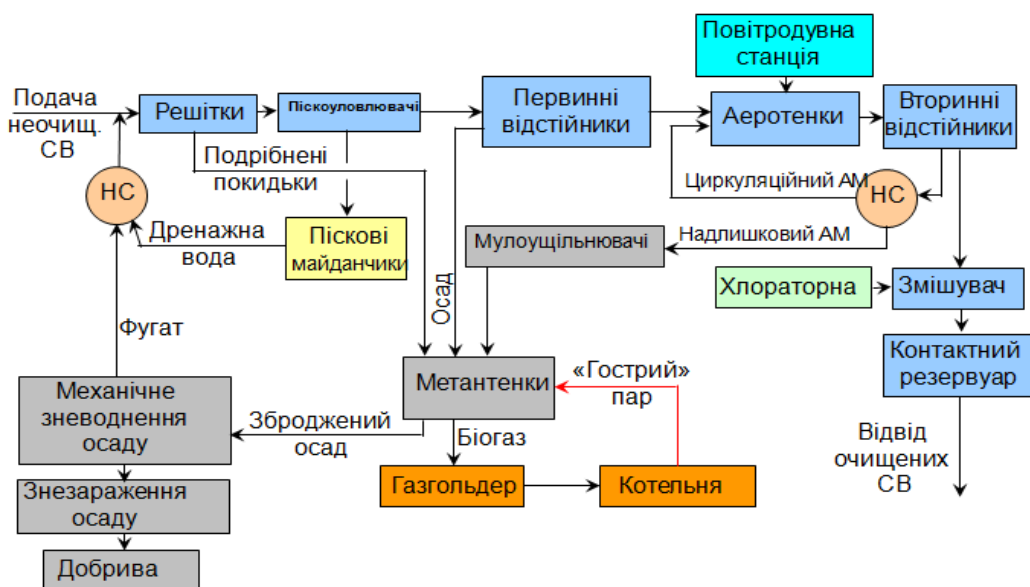 Повітродувна
станція
Подача
неочищ.
СВ
Решітки
Піскоуловлювачі
Первинні
відстійники
Аеротенки
Вторинні
відстійники
Подрібнені
покидьки
НС
Циркуляційний АМ
НС
Дренажна
вода
Піскові
майданчики
Мулоущільнювачі
Надлишковий АМ
Осад
Хлораторна
Змішувач
Фугат
Контактний
резервуар
Метантенки
«Гострий»
пар
Механічне
зневоднення
осаду
Зброджений
осад
Біогаз
Відвід
очищених
СВ
Газгольдер
Котельня
Знезараження
осаду
Добрива